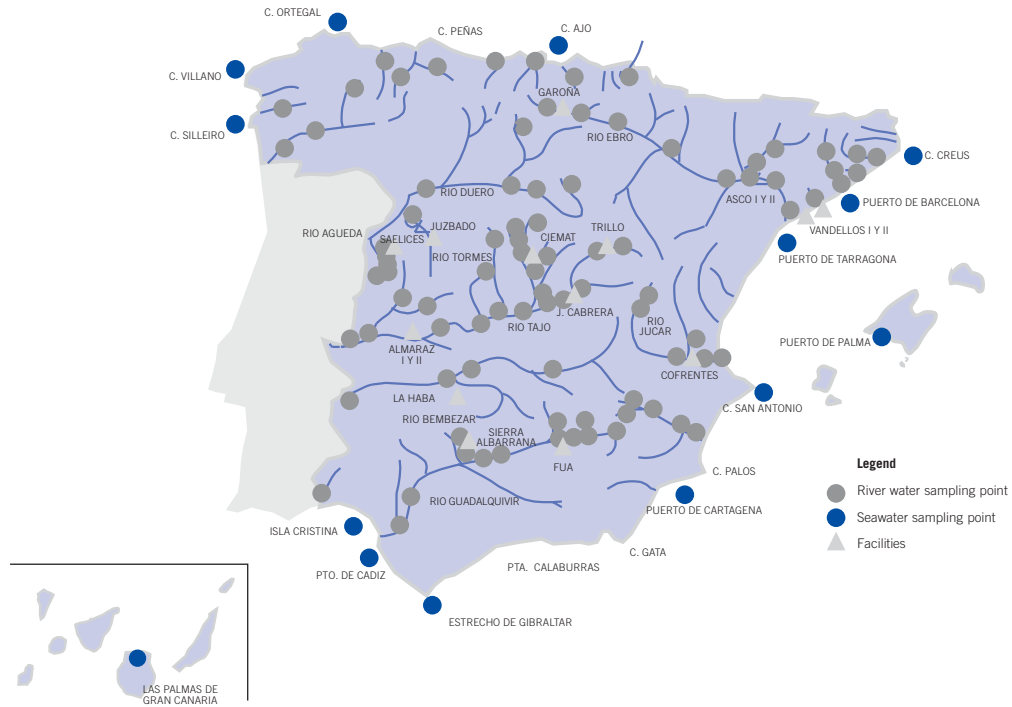 C. ORTEGAL
C. PEÑAS
C. AJO
C. VILLANO
GAROÑA
C. SILLEIRO
RIO EBRO
C. CREUS
RIO DUERO
ASCO I Y II
PUERTO DE BARCELONA
RIO AGUEDA
JUZBADO
SAELICES
CIEMAT
TRILLO
VANDELLOS I Y II
RIO TORMES
PUERTO DE TARRAGONA
J. CABRERA
RIO TAJO
RIO
JUCAR
PUERTO DE PALMA
ALMARAZ
I Y II
COFRENTES
LA HABA
C. SAN ANTONIO
RIO BEMBEZAR
SIERRA
ALBARRANA
FUA
C. PALOS
RIO GUADALQUIVIR
PUERTO DE CARTAGENA
ISLA CRISTINA
C. GATA
PTA. CALABURRAS
PTO. DE CADIZ
ESTRECHO DE GIBRALTAR
LAS PALMAS DE
GRAN CANARIA
Legend
River water sampling point
Seawater sampling point
Facilities